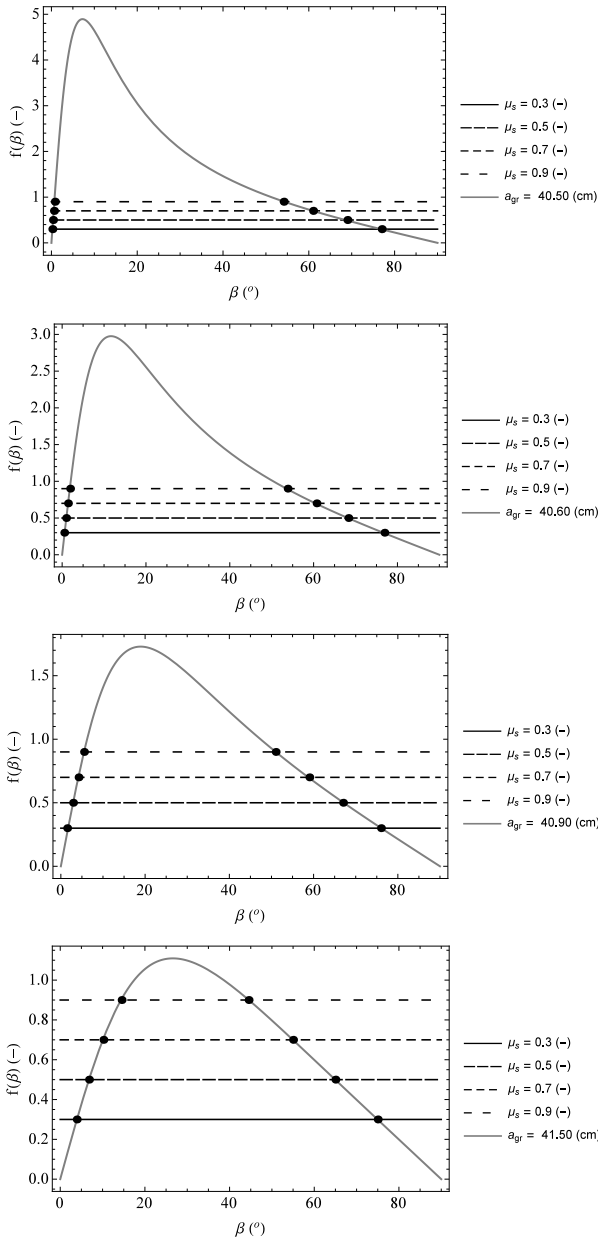 5
4
3
2
1
0
f(β) (−)
0
20
40
60
80
β (°)
μs = 0.3 (−)
μs = 0.5 (−)
μs = 0.7 (−)
μs = 0.9 (−)
agr = 40.50 (cm)
3.0
2.5
2.0
1.5
1.0
0.5
0.0
f(β) (−)
0
20
40
60
80
β (°)
μs = 0.3 (−)
μs = 0.5 (−)
μs = 0.7 (−)
μs = 0.9 (−)
agr = 40.60 (cm)
1.5
1.0
0.5
0.0
f(β) (−)
0
20
40
60
80
β (°)
μs = 0.3 (−)
μs = 0.5 (−)
μs = 0.7 (−)
μs = 0.9 (−)
agr = 40.90 (cm)
1.0
0.8
0.6
0.4
0.2
0.0
f(β) (−)
0
20
40
60
80
β (°)
μs = 0.3 (−)
μs = 0.5 (−)
μs = 0.7 (−)
μs = 0.9 (−)
agr = 41.50 (cm)